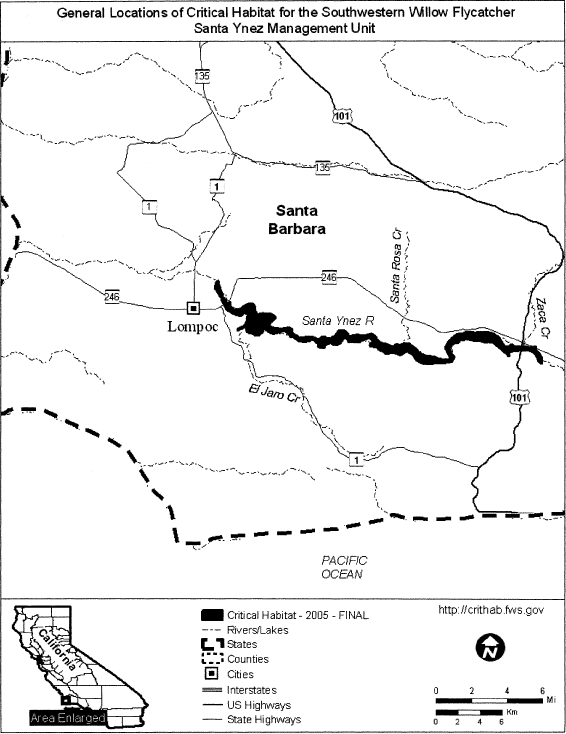 General Locations of Critical Habitat for the Southwestern Willow Flycatcher
Santa Ynez Management Unit
135
101
135
1
1
Santa
Barbara
Santa Rosa Cr
246
246
Zaca Cr
Lompoc
Santa Ynez R
El Jaro Cr
101
1
PACIFIC
OCEAN
California
Area Enlarged
Critical Habitat - 2005 - FINAL
Rivers/Lakes
States
Counties
Cities
Interstates
US Highways
State Highways
http://crithab.fws.gov
N
0 2 4 6 Mi
0 2 4 6 Km